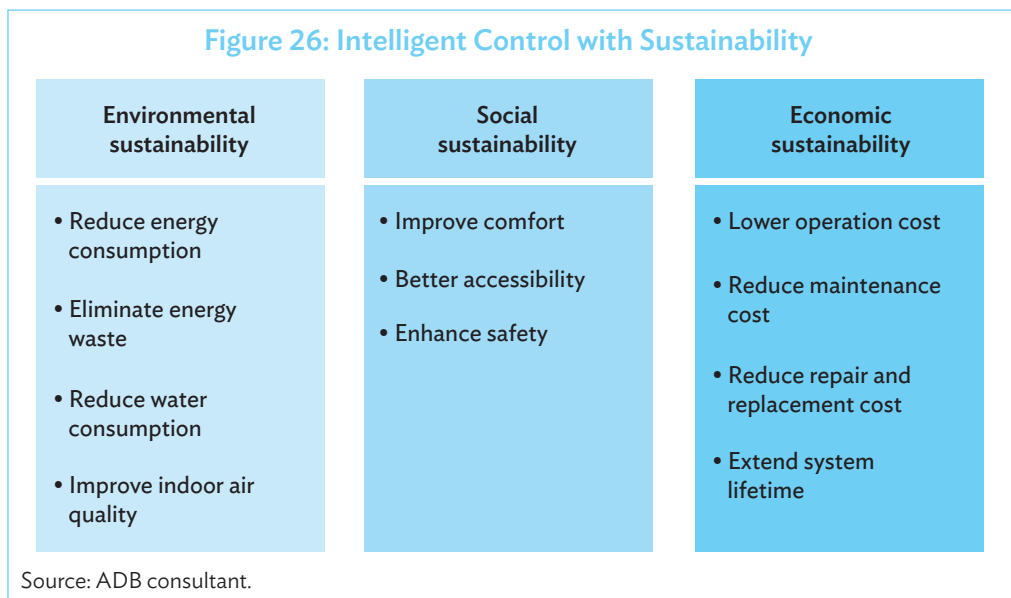 Figure 26: Intelligent Control with Sustainability
Environmental
sustainability
• Reduce energy
consumption
• Eliminate energy
waste
• Reduce water
consumption
• Improve indoor air
quality
Social
sustainability
• Improve comfort
• Better accessibility
• Enhance safety
Economic
sustainability
• Lower operation cost
• Reduce maintenance
cost
• Reduce repair and
replacement cost
• Extend system
lifetime
Source: ADB consultant.